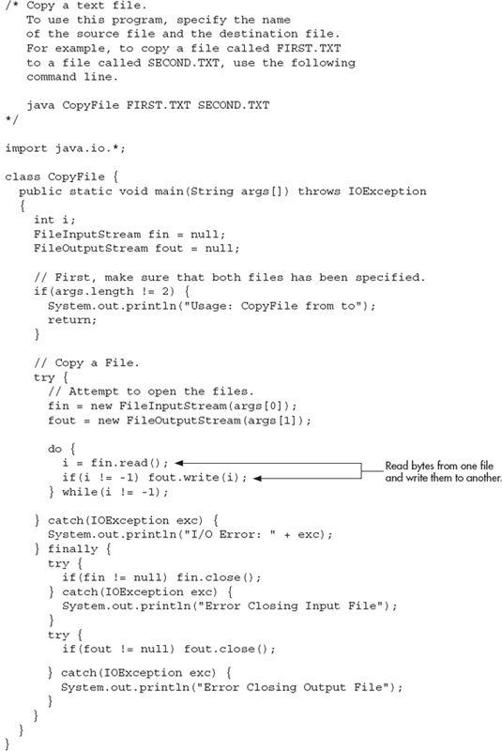 /* Copy a text file.
   To use this program, specify the name
   of the source file and the destination file.
   For example, to copy a file called FIRST.TXT
   to a file called SECOND.TXT, use the following
   command line.

   java CopyFile FIRST.TXT SECOND.TXT
*/

import java.io.*;

class CopyFile {
  public static void main(String args[]) throws IOException
  {
    int i;
    FileInputStream fin = null;
    FileOutputStream fout = null;

    // First, make sure that both files has been specified.
    if(args.length != 2) {
      System.out.println("Usage: CopyFile from to");
      return;
    }

    // Copy a File.
    try {
      // Attempt to open the files.
      fin = new FileInputStream(args[0]);
      fout = new FileOutputStream(args[1]);

      do {
        i = fin.read();
        if(i != -1) fout.write(i);
      } while(i != -1);
Read bytes from one file
and write them to another.

    } catch(IOException exc) {
      System.out.println("I/O Error: " + exc);
    } finally {
      try {
        if(fin != null) fin.close();
      } catch(IOException exc) {
        System.out.println("Error Closing Input File");
      }
      try {
        if(fout != null) fout.close();
      } catch(IOException exc) {
        System.out.println("Error Closing Output File");
      }
    }
  }
}